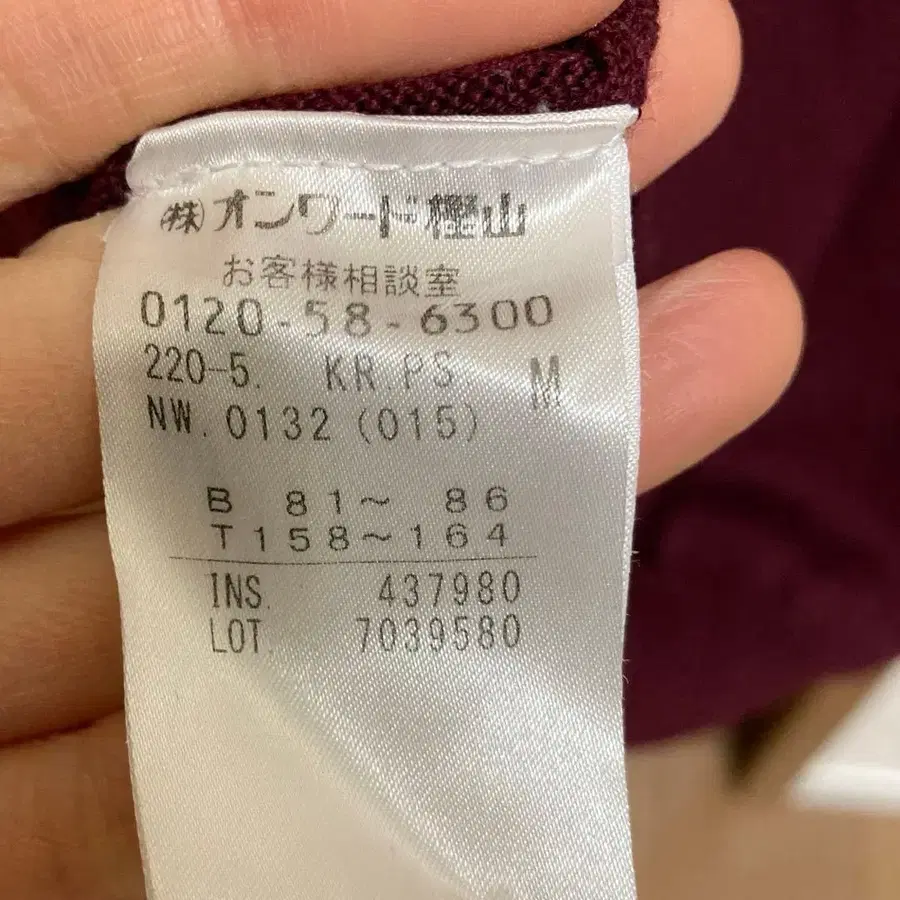 ㈱オンワード樫山
お客様相談室
0120-58-6300
220-5. KR.PS. M
NW.0132(015)
B 81～ 86
T158～164
INS. 437980
LOT. 7039580